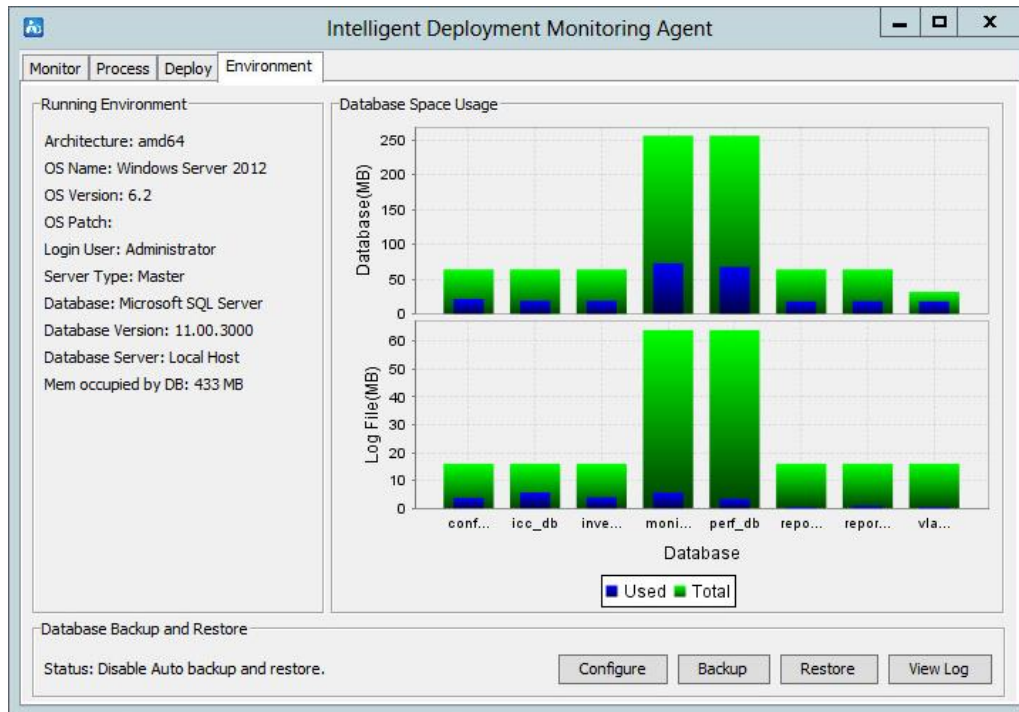 Intelligent Deployment Monitoring Agent
Monitor Process Deploy Environment
Running Environment
Architecture: amd64
OS Name: Windows Server 2012
OS Version: 6.2
OS Patch:
Login User: Administrator
Server Type: Master
Database: Microsoft SQL Server
Database Version: 11.00.3000
Database Server: Local Host
Mem occupied by DB: 433 MB
Database Space Usage
Database(MB)
250
200
150
100
50
0
Log File(MB)
60
50
40
30
20
10
0
conf... icc_db inve... moni... perf_db repo... repor... vla...
Database
Used Total
Database Backup and Restore
Status: Disable Auto backup and restore.
Configure Backup Restore View Log